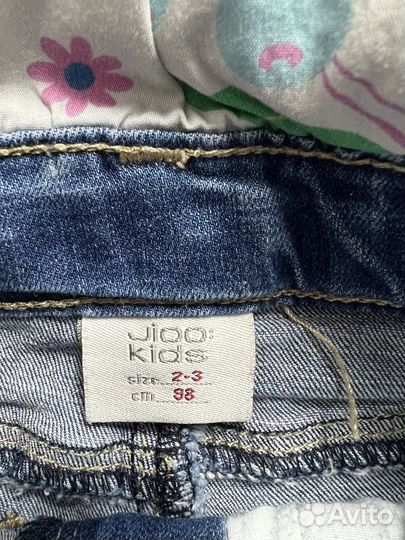 Jioo:
kids
size 2-3
cm 98
Avito